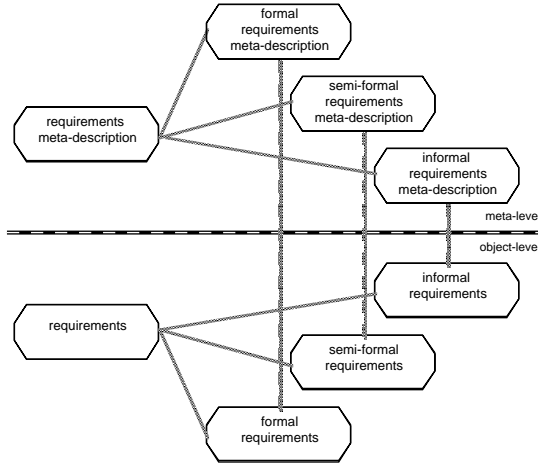 formal
requirements
meta-description
semi-formal
requirements
meta-description
requirements
meta-description
informal
requirements
meta-description
meta-leve
object-leve
informal
requirements
requirements
semi-formal
requirements
formal
requirements